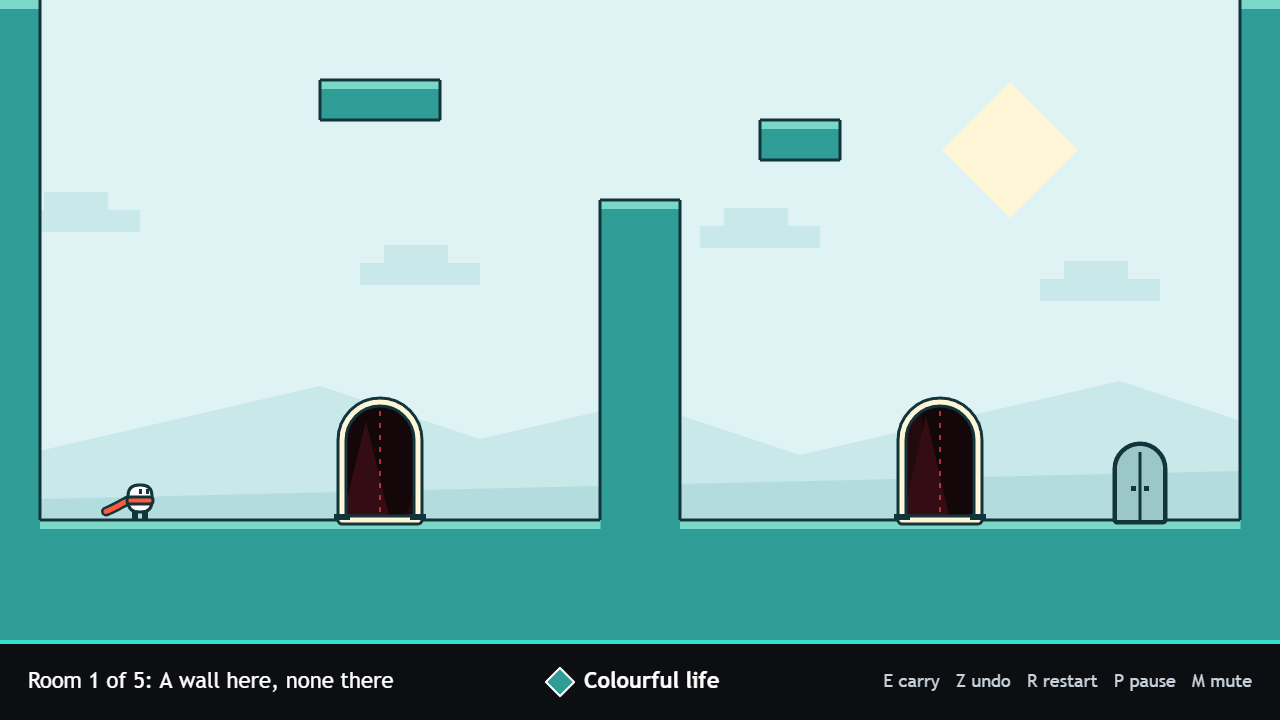 Room 1 of 5: A wall here, none there
Colourful life
E carry Z undo R restart P pause M mute